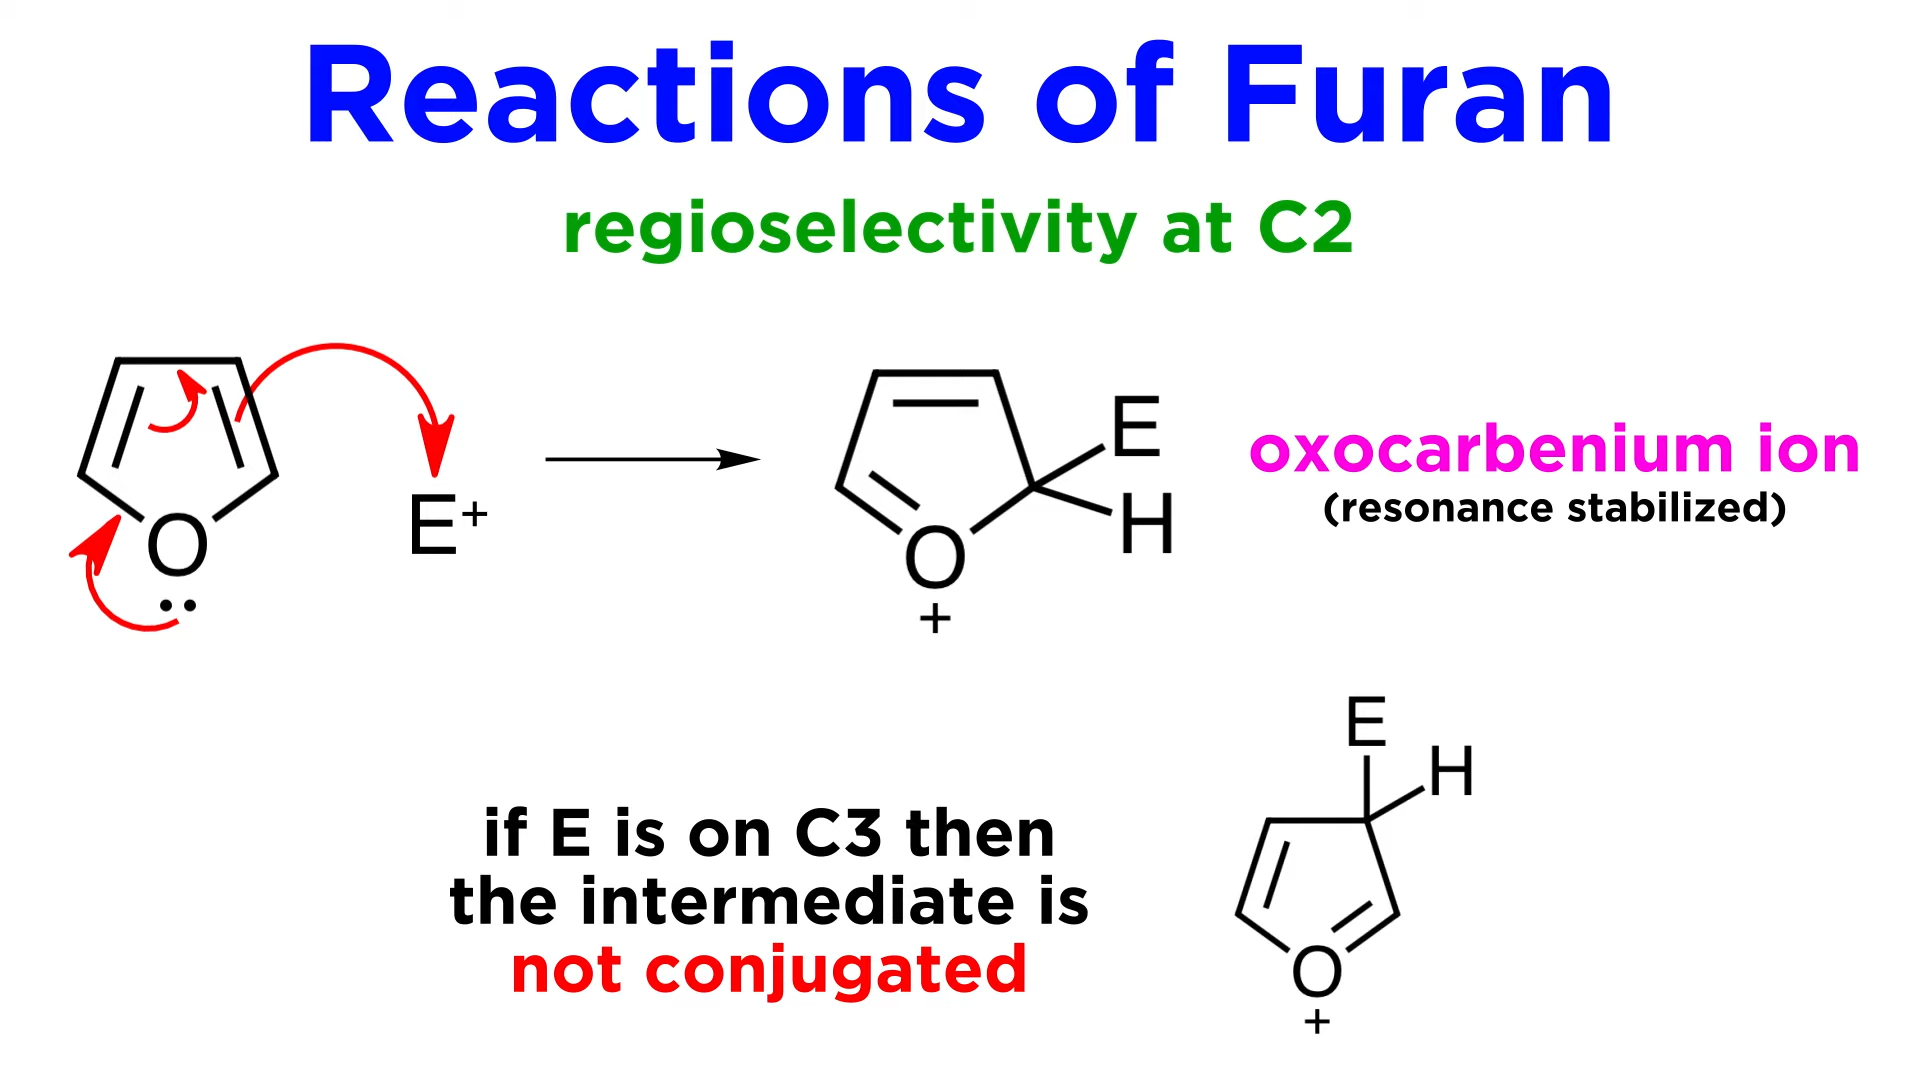 Reactions of Furan
regioselectivity at C2
O
E+
E
H
O
+
oxocarbenium ion
(resonance stabilized)
if E is on C3 then
the intermediate is
not conjugated
E
H
O
+